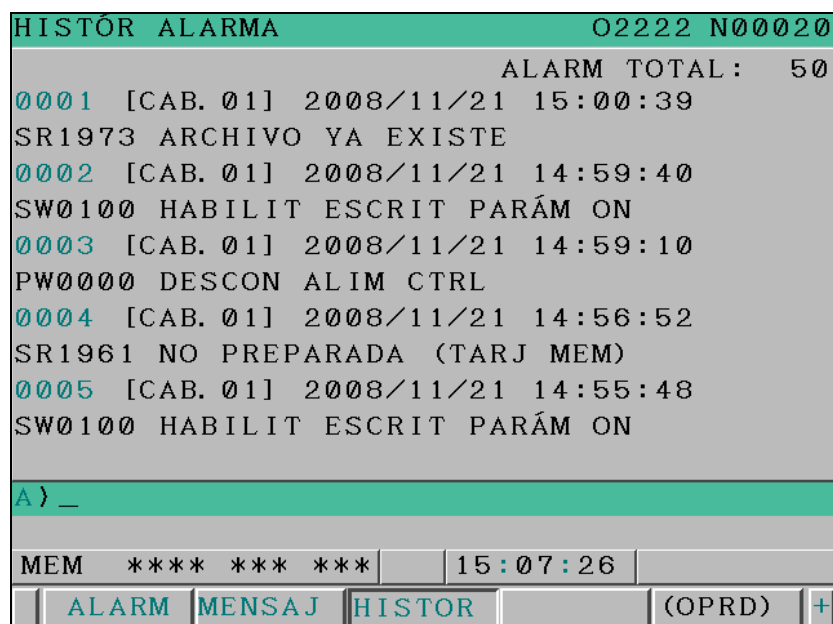 HISTÓR ALARMA O2222 N00020
ALARM TOTAL: 50
0001 [CAB. 01] 2008/11/21 15:00:39
SR1973 ARCHIVO YA EXISTE
0002 [CAB. 01] 2008/11/21 14:59:40
SW0100 HABILIT ESCRIT PARÁM ON
0003 [CAB. 01] 2008/11/21 14:59:10
PW0000 DESCON ALIM CTRL
0004 [CAB. 01] 2008/11/21 14:56:52
SR1961 NO PREPARADA (TARJ MEM)
0005 [CAB. 01] 2008/11/21 14:55:48
SW0100 HABILIT ESCRIT PARÁM ON
A)_
MEM **** *** *** 15:07:26
ALARM MENSAJ HISTOR (OPRD) +